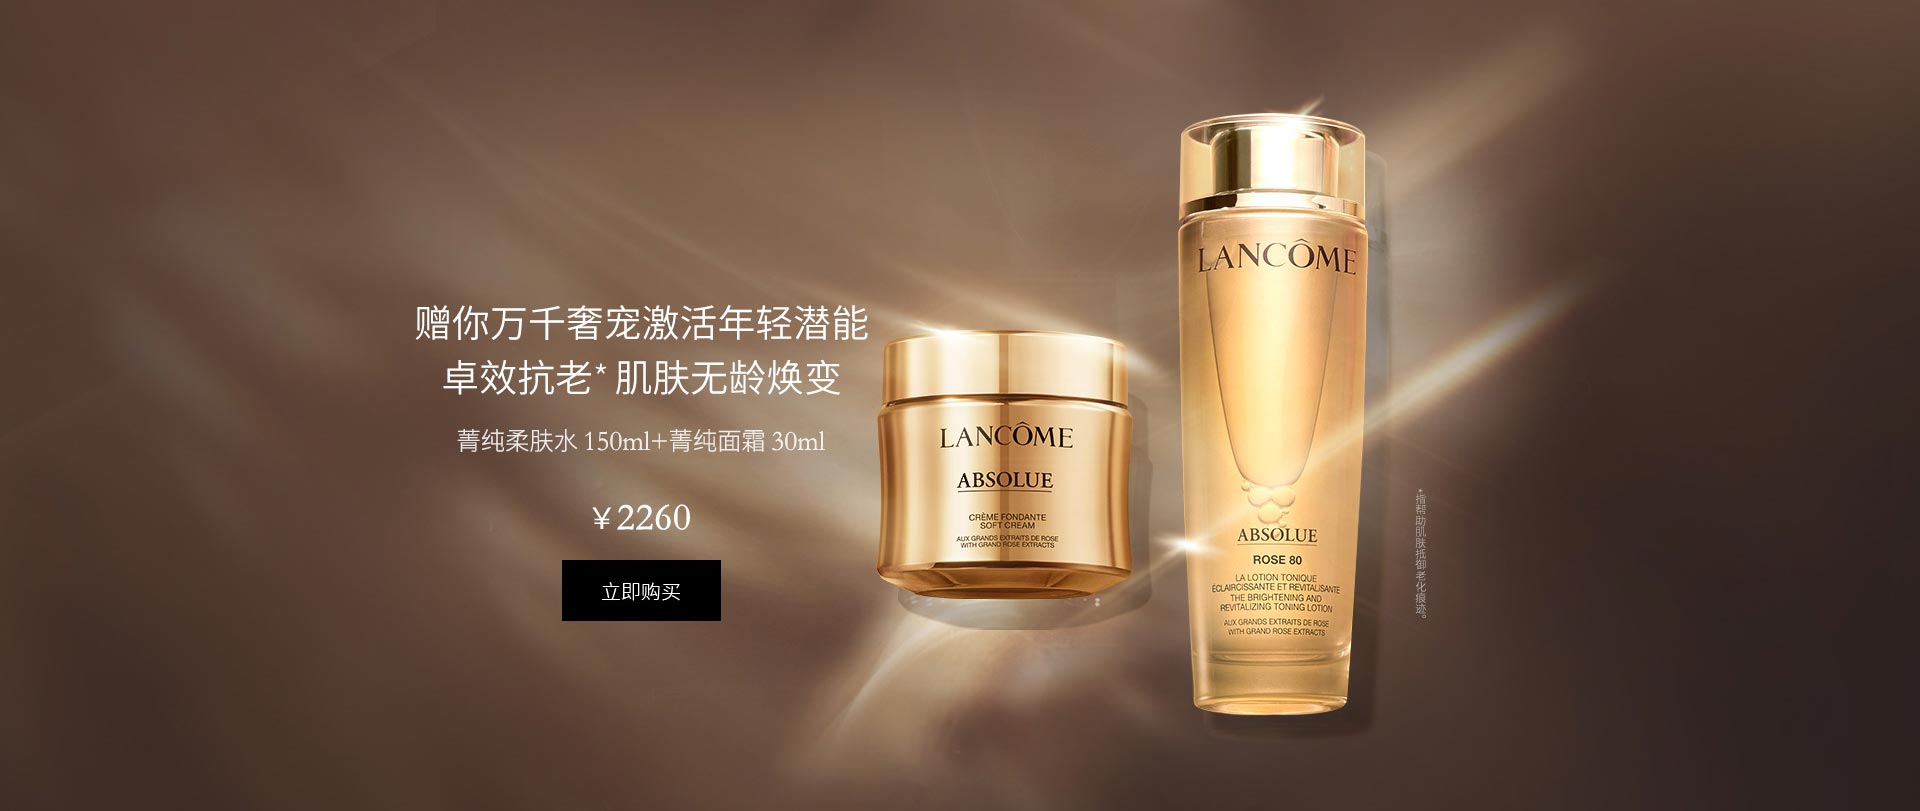 赠你万千奢宠激活年轻潜能
卓效抗老* 肌肤无龄焕变
菁纯柔肤水 150ml+菁纯面霜 30ml
￥2260
立即购买
LANCÔME
ABSOLUE
CRÈME FONDANTE
SOFT CREAM
AUX GRANDS EXTRAITS DE ROSE
WITH GRAND ROSE EXTRACTS
LANCÔME
ABSOLUE
ROSE 80
LA LOTION TONIQUE
ÉCLAIRCISSANTE ET REVITALISANTE
THE BRIGHTENING AND
REVITALIZING TONING LOTION
AUX GRANDS EXTRAITS DE ROSE
WITH GRAND ROSE EXTRACTS
*指帮助肌肤抵御老化痕迹。